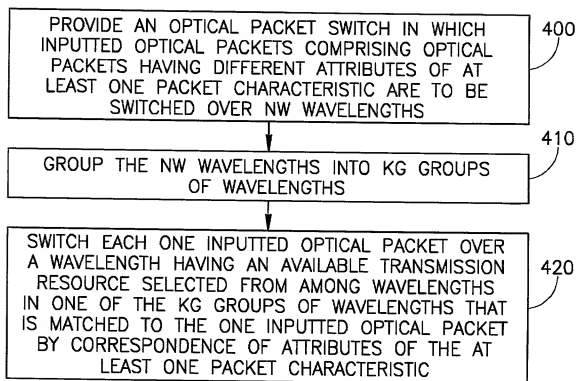 PROVIDE AN OPTICAL PACKET SWITCH IN WHICH
INPUTTED OPTICAL PACKETS COMPRISING OPTICAL
PACKETS HAVING DIFFERENT ATTRIBUTES OF AT
LEAST ONE PACKET CHARACTERISTIC ARE TO BE
SWITCHED OVER NW WAVELENGTHS
400
GROUP THE NW WAVELENGTHS INTO KG GROUPS
OF WAVELENGTHS
410
SWITCH EACH ONE INPUTTED OPTICAL PACKET OVER
A WAVELENGTH HAVING AN AVAILABLE TRANSMISSION
RESOURCE SELECTED FROM AMONG WAVELENGTHS
IN ONE OF THE KG GROUPS OF WAVELENGTHS THAT
IS MATCHED TO THE ONE INPUTTED OPTICAL PACKET
BY CORRESPONDENCE OF ATTRIBUTES OF THE AT
LEAST ONE PACKET CHARACTERISTIC
420